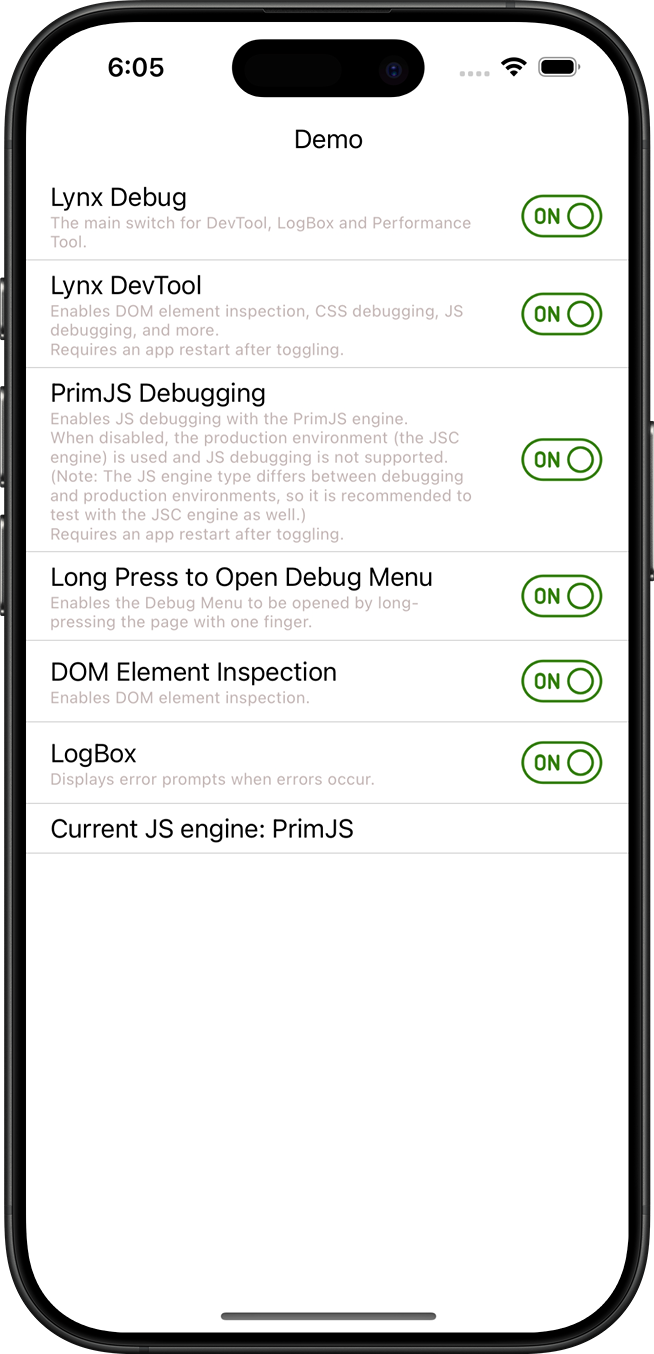 6:05
Demo
Lynx Debug
The main switch for DevTool, LogBox and Performance
Tool.
ON
Lynx DevTool
Enables DOM element inspection, CSS debugging, JS
debugging, and more.
Requires an app restart after toggling.
ON
PrimJS Debugging
Enables JS debugging with the PrimJS engine.
When disabled, the production environment (the JSC
engine) is used and JS debugging is not supported.
(Note: The JS engine type differs between debugging
and production environments, so it is recommended to
test with the JSC engine as well.)
Requires an app restart after toggling.
ON
Long Press to Open Debug Menu
Enables the Debug Menu to be opened by long-
pressing the page with one finger.
ON
DOM Element Inspection
Enables DOM element inspection.
ON
LogBox
Displays error prompts when errors occur.
ON
Current JS engine: PrimJS